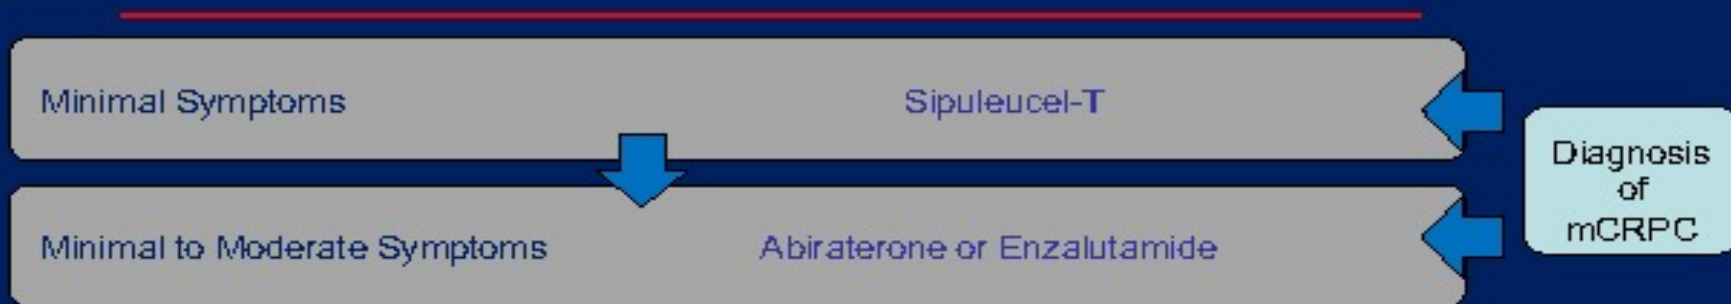 Minimal Symptoms Sipuleucel-T
Diagnosis
of
mCRPC
Minimal to Moderate Symptoms Abiraterone or Enzalutamide